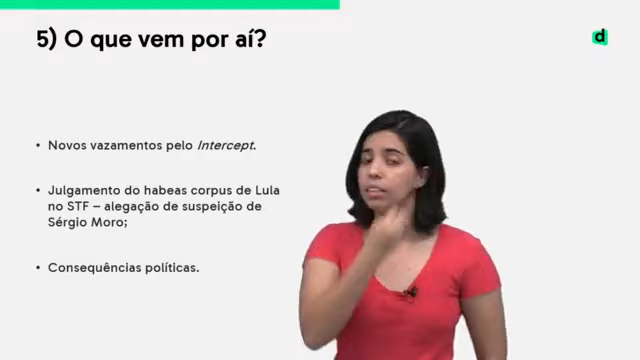 5) O que vem por aí?
d
• Novos vazamentos pelo Intercept.
• Julgamento do habeas corpus de Lula
no STF – alegação de suspeição de
Sérgio Moro;
• Consequências políticas.